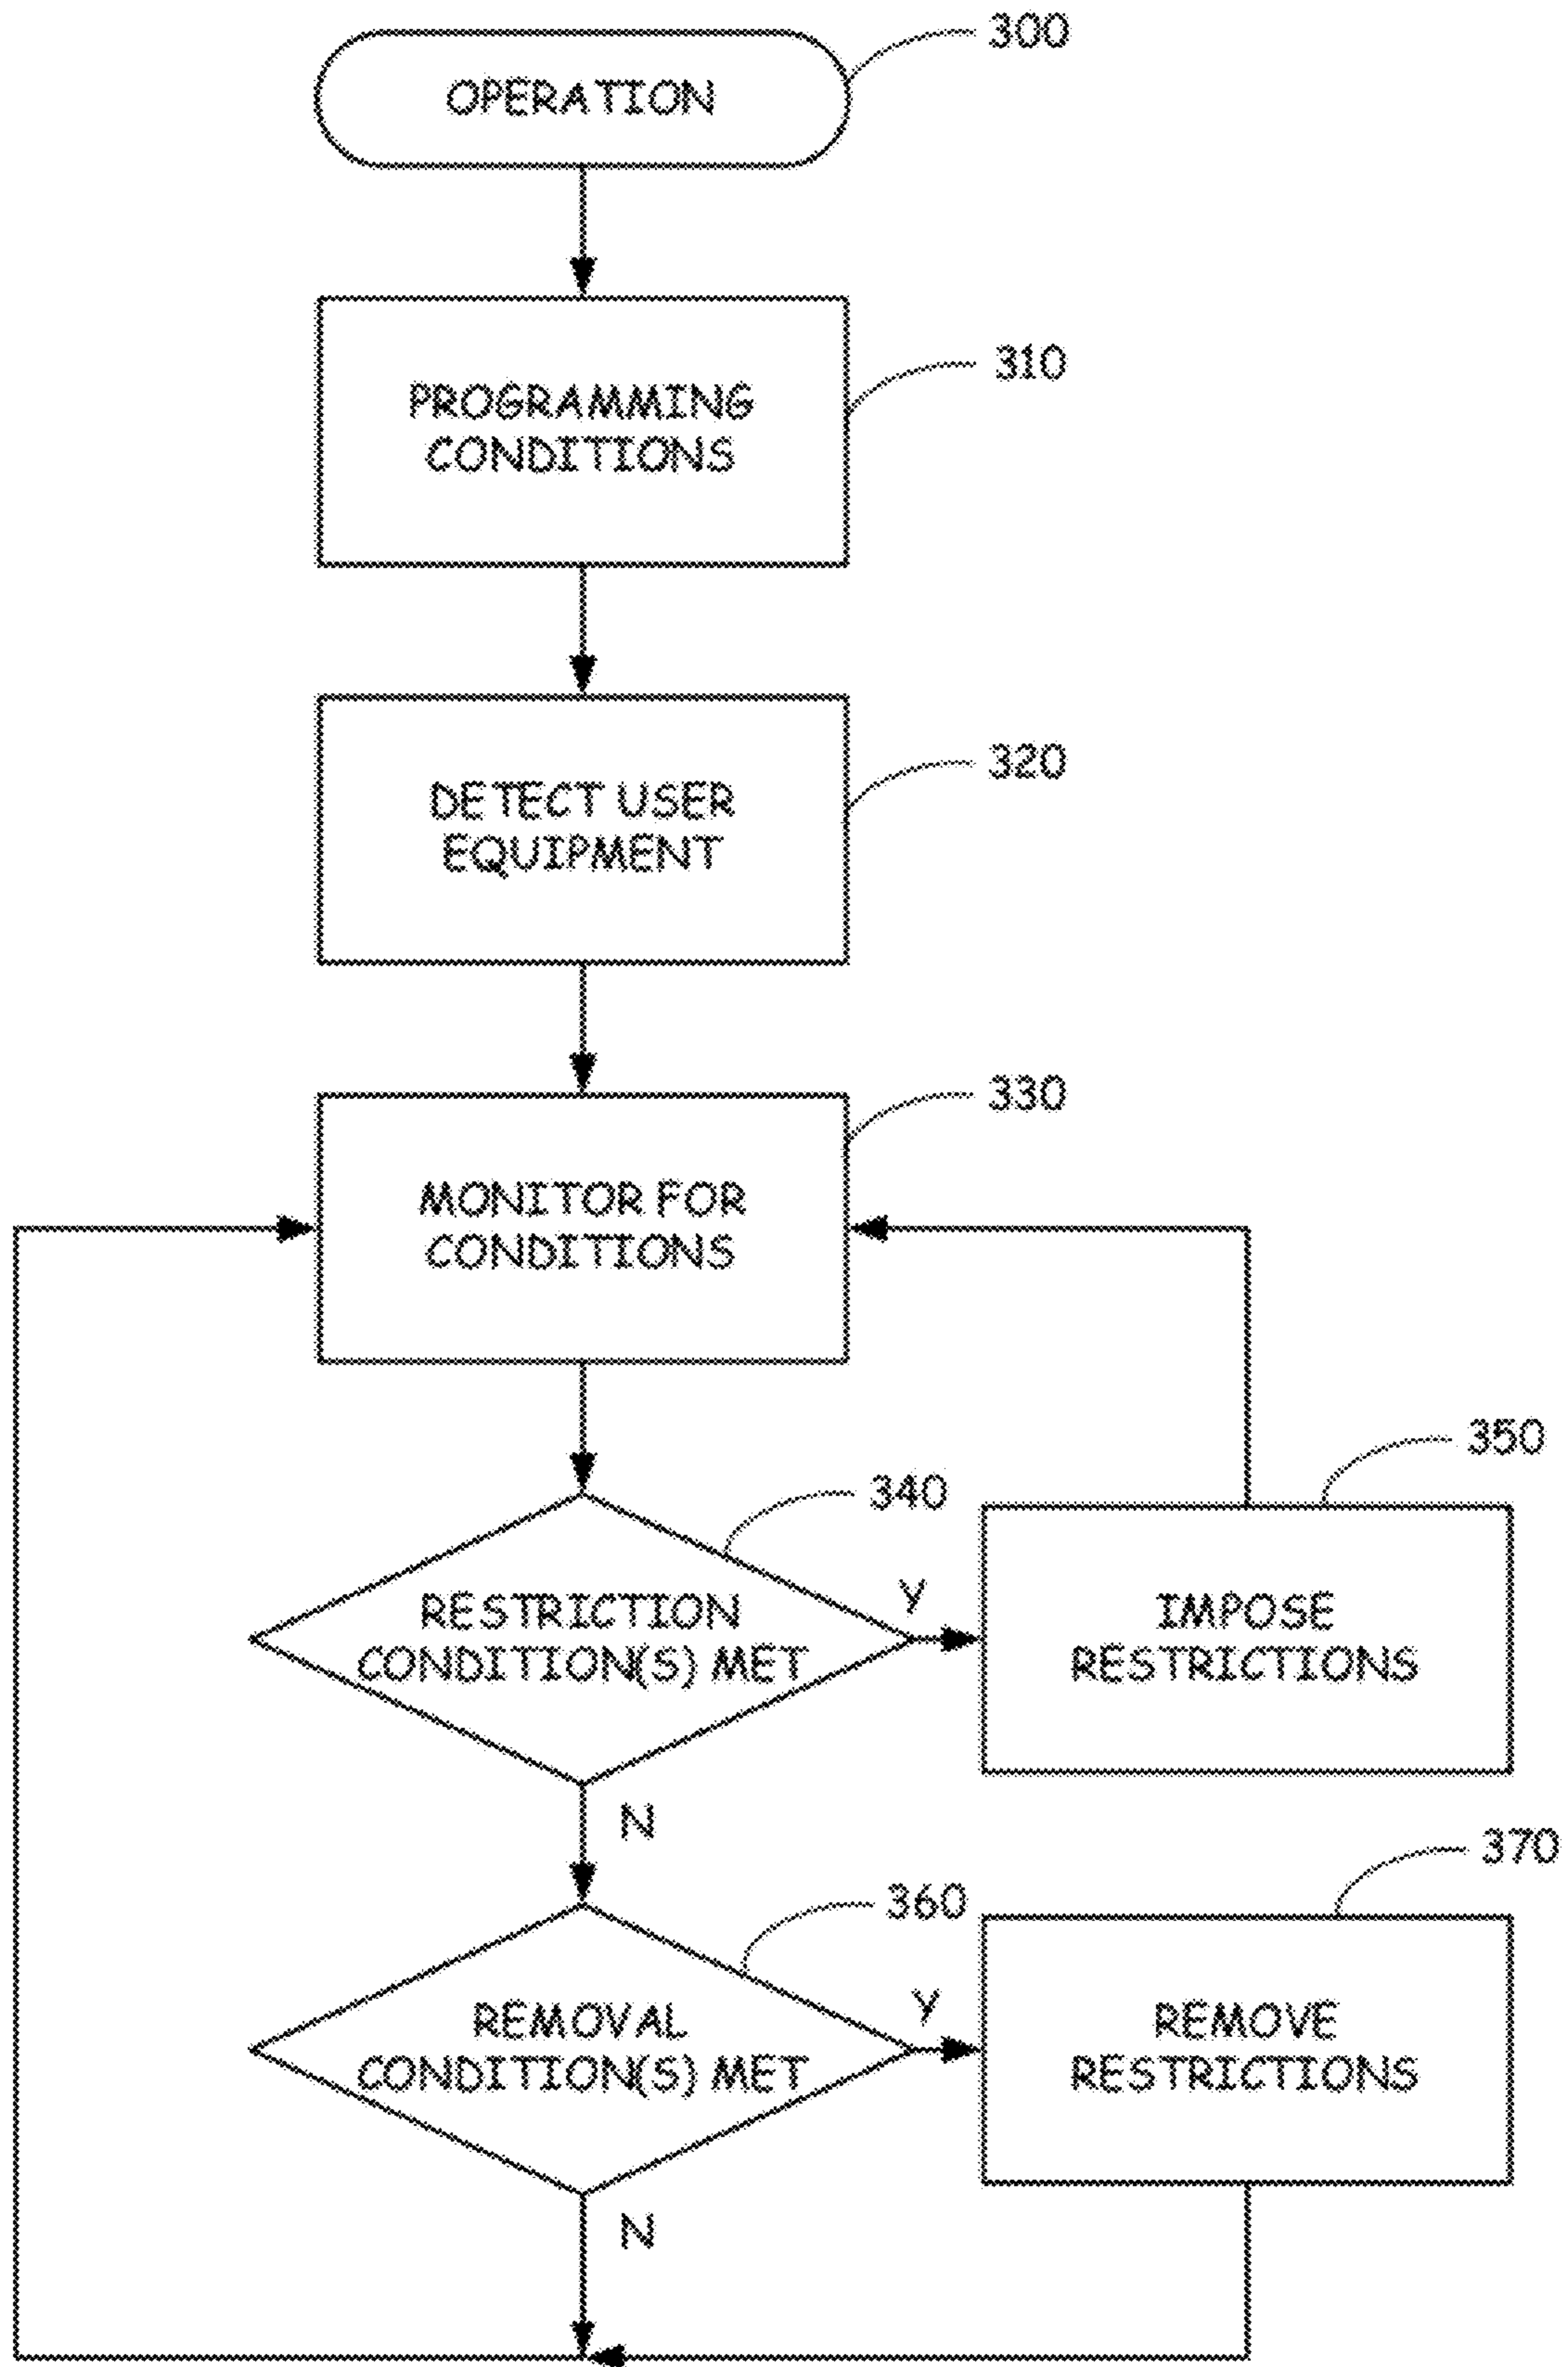 300
OPERATION
310
PROGRAMMING
CONDITIONS
320
DETECT USER
EQUIPMENT
330
MONITOR FOR
CONDITIONS
340
350
RESTRICTION
CONDITION(S) MET
Y
IMPOSE
RESTRICTIONS
N
360
370
REMOVAL
CONDITION(S) MET
Y
REMOVE
RESTRICTIONS
N